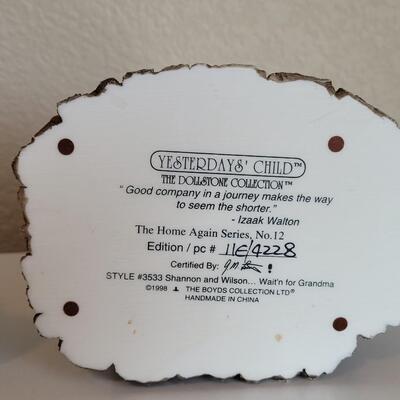 YESTERDAYS' CHILD™
THE DOLLSTONE COLLECTION™
"Good company in a journey makes the way
to seem the shorter."
- Izaak Walton
The Home Again Series, No.12
Edition / pc # 11E/4228
Certified By: !
STYLE #3533 Shannon and Wilson... Wait'n for Grandma
©1998 THE BOYDS COLLECTION LTD®
HANDMADE IN CHINA